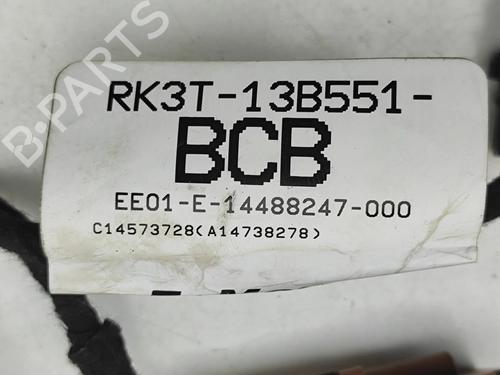 B-PARTS
RK3T-13B551-
BCB
EE01-E-14488247-000
C14573728(A14738278)